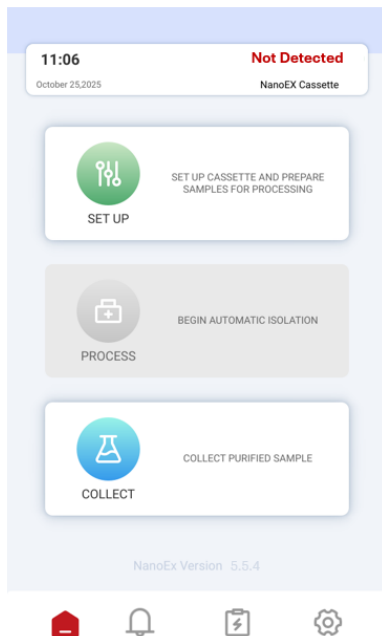 11:06 Not Detected
October 25,2025 NanoEX Cassette
SET UP CASSETTE AND PREPARE
SAMPLES FOR PROCESSING
SET UP
BEGIN AUTOMATIC ISOLATION
PROCESS
COLLECT PURIFIED SAMPLE
COLLECT
NanoEx Version 5.5.4